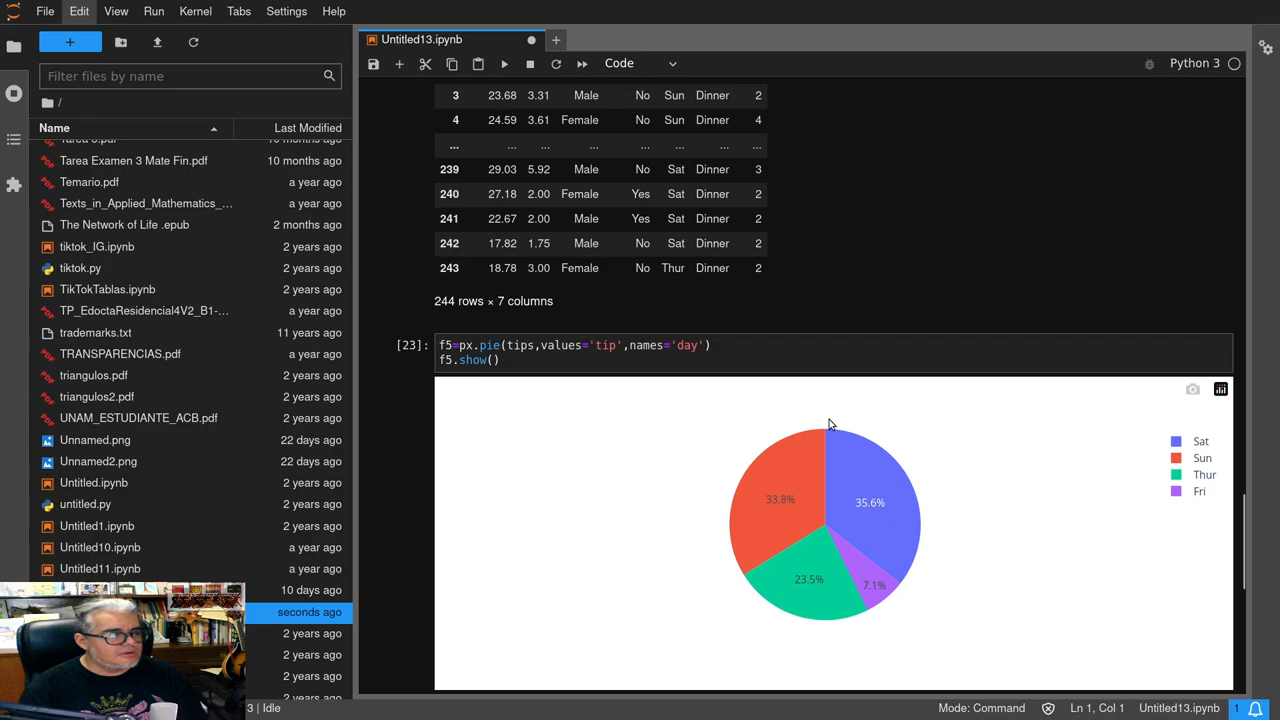 File Edit View Run Kernel Tabs Settings Help
Untitled13.ipynb
Filter files by name
Code
Python 3
/
Name Last Modified
Tarea Examen 3 Mate Fin.pdf 10 months ago
Temario.pdf a year ago
Texts_in_Applied_Mathematics_-... a year ago
The Network of Life .epub 2 months ago
tiktok_IG.ipynb 2 years ago
tiktok.py 2 years ago
TikTokTablas.ipynb 2 years ago
TP_EdoctaResidencial4V2_B1-... a year ago
trademarks.txt 11 years ago
TRANSPARENCIAS.pdf a year ago
triangulos.pdf 2 years ago
triangulos2.pdf 2 years ago
UNAM_ESTUDIANTE_ACB.pdf 2 years ago
Unnamed.png 22 days ago
Unnamed2.png 22 days ago
Untitled.ipynb 2 years ago
untitled.py 2 years ago
Untitled1.ipynb 2 years ago
Untitled10.ipynb a year ago
Untitled11.ipynb a year ago
10 days ago
seconds ago
2 years ago
2 years ago
2 years ago
3 23.68 3.31 Male No Sun Dinner 2
4 24.59 3.61 Female No Sun Dinner 4
... ... ... ... ... ... ... ...
239 29.03 5.92 Male No Sat Dinner 3
240 27.18 2.00 Female Yes Sat Dinner 2
241 22.67 2.00 Male Yes Sat Dinner 2
242 17.82 1.75 Male No Sat Dinner 2
243 18.78 3.00 Female No Thur Dinner 2
244 rows × 7 columns
[23]: f5=px.pie(tips,values='tip',names='day')
f5.show()
Sat
Sun
Thur
Fri
33.8% 35.6%
23.5% 7.1%
3 | Idle Mode: Command Ln 1, Col 1 Untitled13.ipynb 1